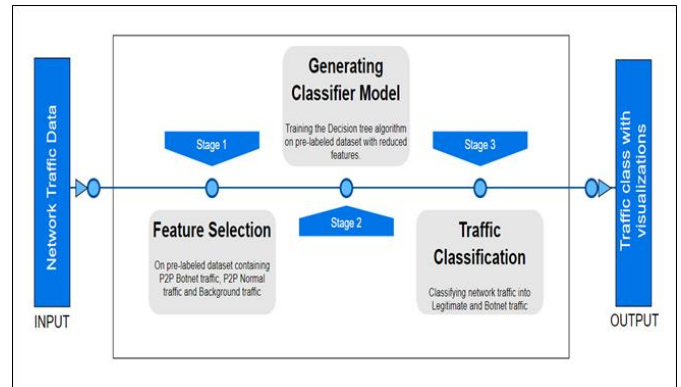 Network Traffic Data
INPUT
Stage 1
Feature Selection
On pre-labeled dataset containing
P2P Botnet traffic, P2P Normal
traffic and Background traffic
Generating
Classifier Model
Training the Decision tree algorithm
on pre-labeled dataset with reduced
features.
Stage 2
Stage 3
Traffic
Classification
Classifying network traffic into
Legitimate and Botnet traffic
Traffic class with
visualizations
OUTPUT